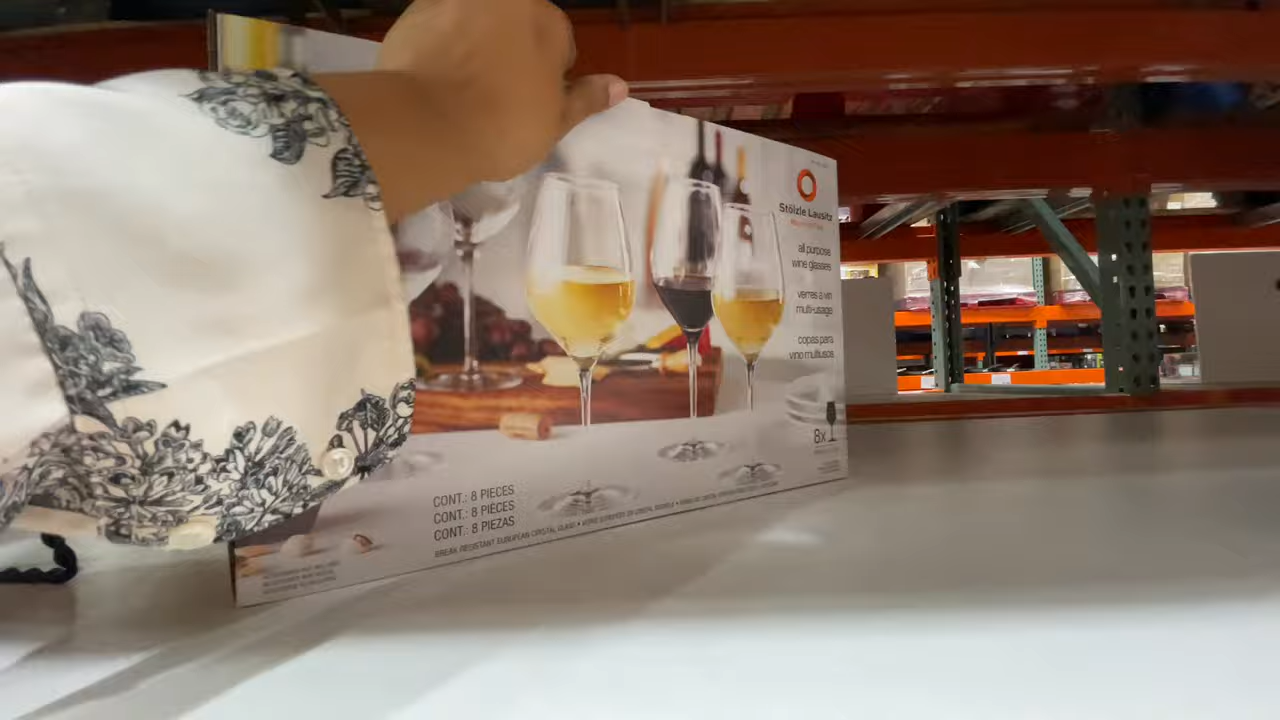 Stölzle Lausitz
all purpose
wine glasses
verres à vin
multi-usage
copas para
vino multiusos
8x
CONT.: 8 PIECES
CONT.: 8 PIÈCES
CONT.: 8 PIEZAS
BREAK RESISTANT EUROPEAN CRYSTAL GLASS •